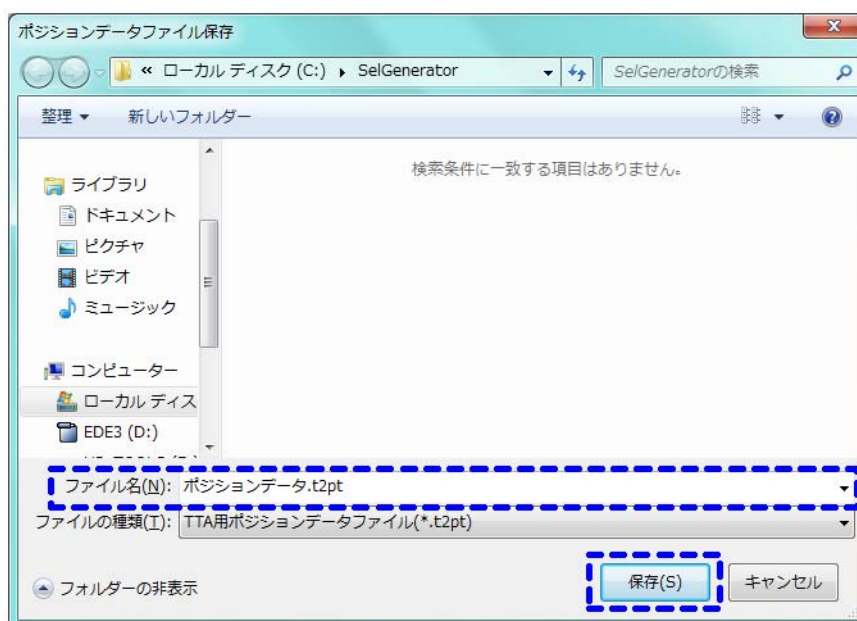 ポジションデータファイル保存
« ローカル ディスク (C:) ▸ SelGenerator
SelGeneratorの検索
整理 ▼ 新しいフォルダー
検索条件に一致する項目はありません。
ライブラリ
ドキュメント
ピクチャ
ビデオ
ミュージック
コンピューター
ローカル ディス
EDE3 (D:)
ファイル名(N): ポジションデータ.t2pt
ファイルの種類(T): TTA用ポジションデータファイル(*.t2pt)
フォルダーの非表示
保存(S) キャンセル